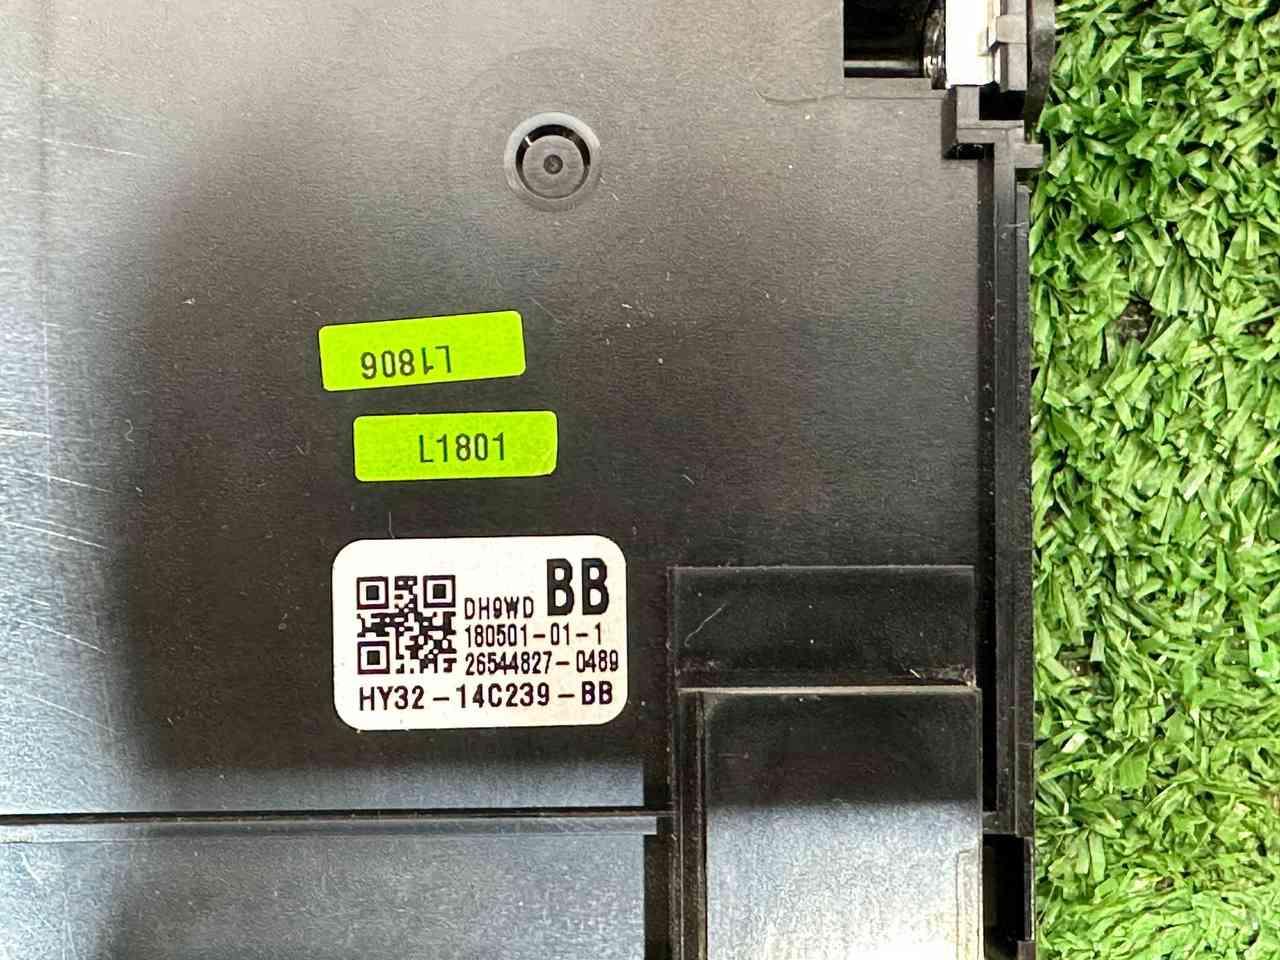 L1806
L1801
BB
DH9WD
180501-01-1
26544827-0489
HY32-14C239-BB